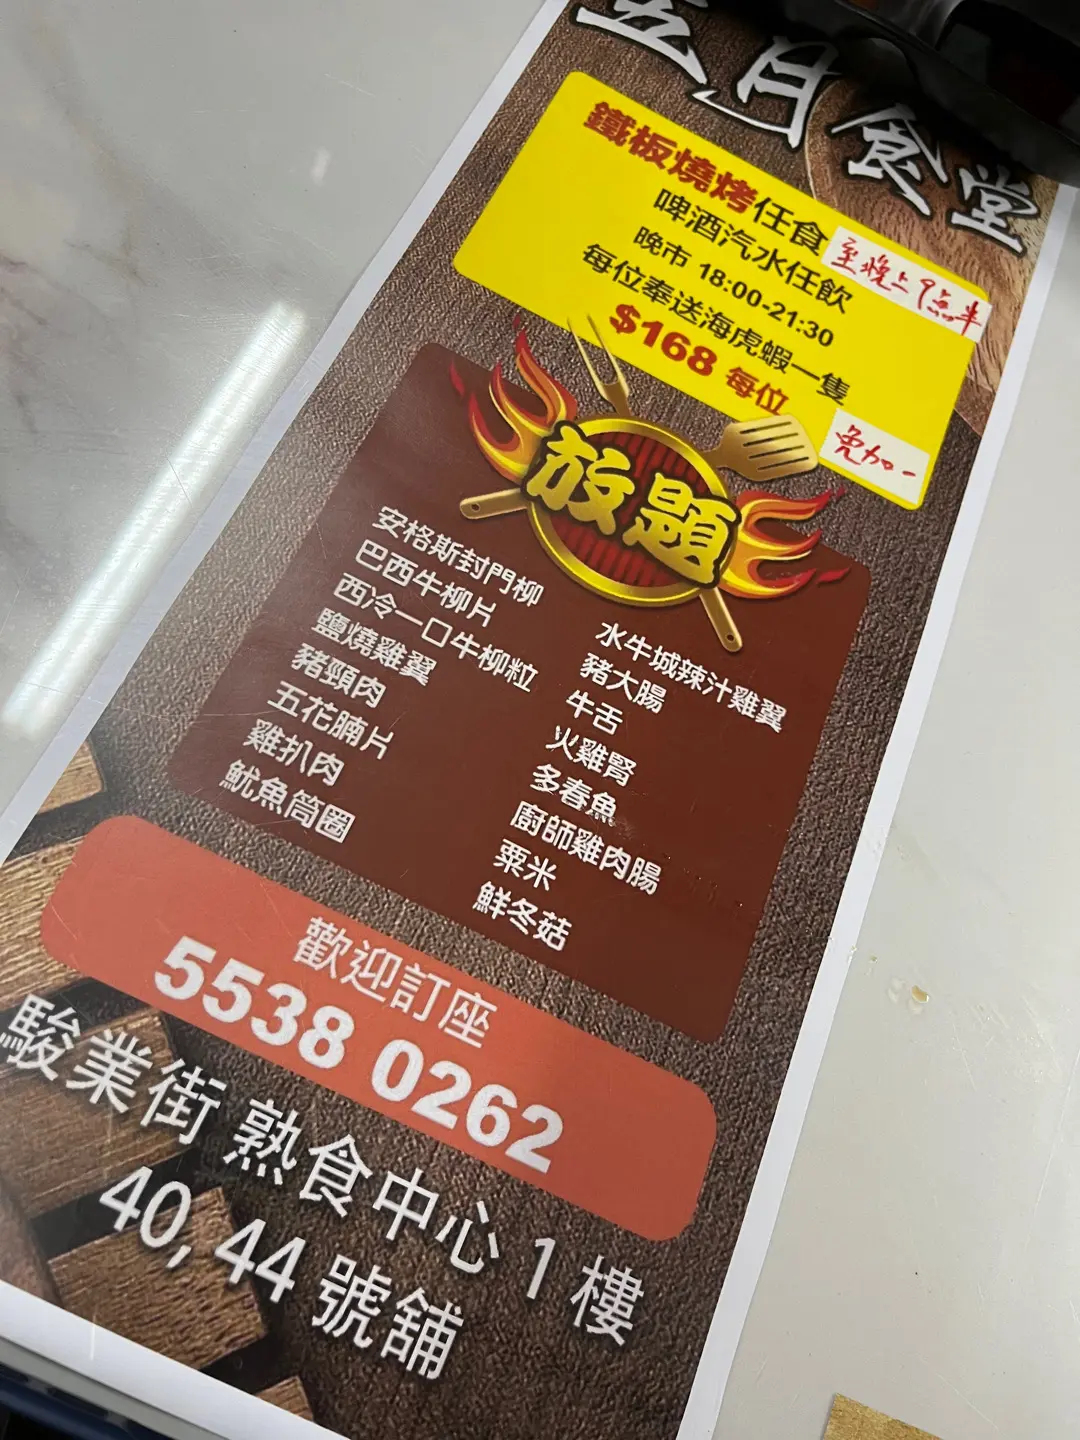 五月食堂
鐵板燒烤任食
至晚上9點半
啤酒汽水任飲
晚市 18:00-21:30
每位奉送海虎蝦一隻
$168 每位
免加一
放題
安格斯封門柳
巴西牛柳片
西冷一口牛柳粒
鹽燒雞翼
豬頸肉
五花腩片
雞扒肉
魷魚筒圈
水牛城辣汁雞翼
豬大腸
牛舌
火雞腎
多春魚
廚師雞肉腸
粟米
鮮冬菇
歡迎訂座
5538 0262
駿業街 熟食中心 1 樓
40, 44 號舖